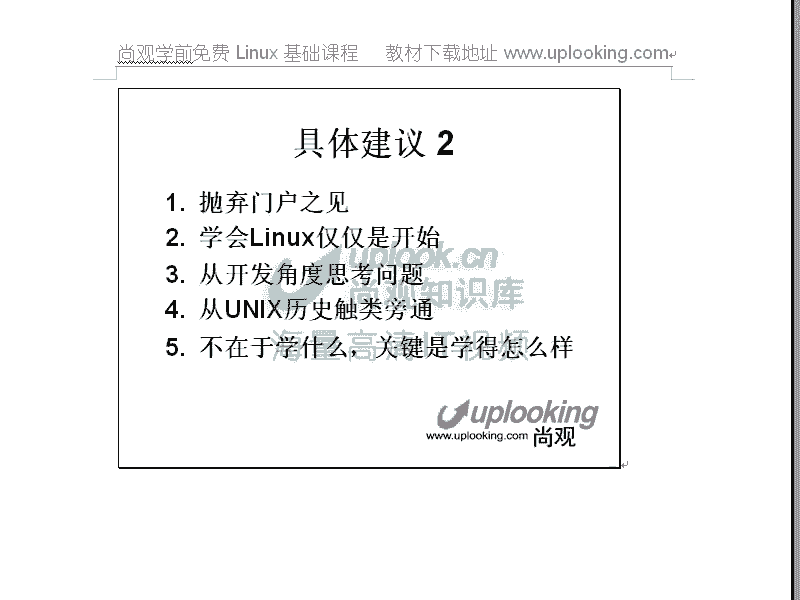 尚观学前免费 Linux 基础课程 教材下载地址 www.uplooking.com
具体建议 2
1. 抛弃门户之见
2. 学会Linux仅仅是开始
3. 从开发角度思考问题
4. 从UNIX历史触类旁通
5. 不在于学什么，关键是学得怎么样
uplook.cn
尚观知识库
海量高清IT视频
uplooking
www.uplooking.com 尚观